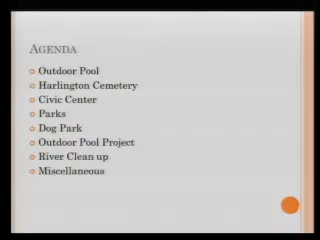 AGENDA
Outdoor Pool
Harlington Cemetery
Civic Center
Parks
Dog Park
Outdoor Pool Project
River Clean up
Miscellaneous